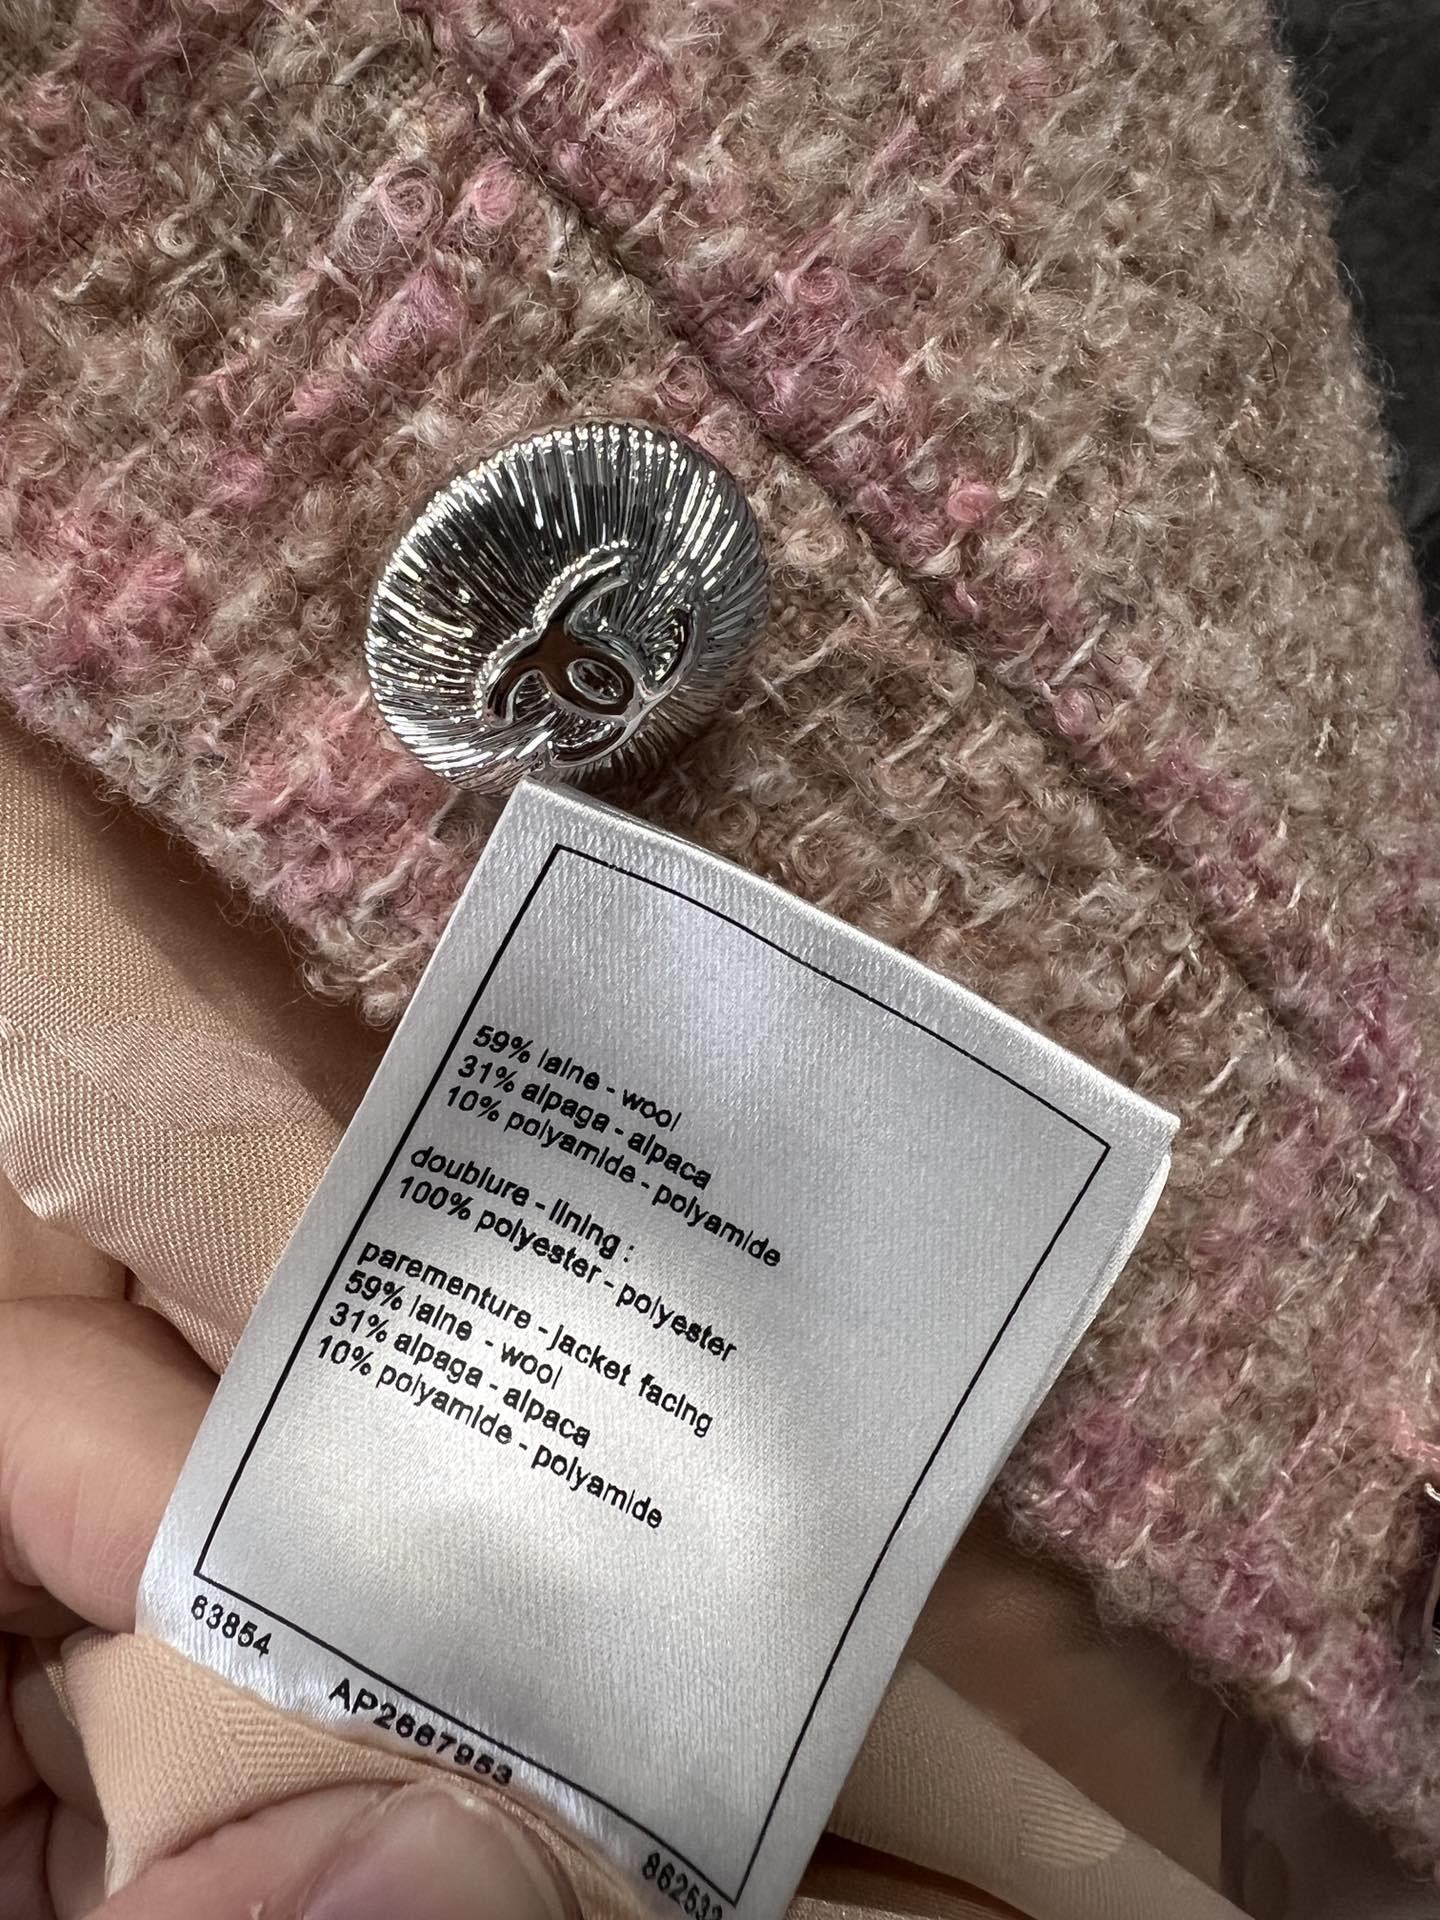 59% laine - wool
31% alpaga - alpaca
10% polyamide - polyamide
doublure - lining :
100% polyester - polyester
parementure - jacket facing
59% laine - wool
31% alpaga - alpaca
10% polyamide - polyamide
63854
AP2667953
862532